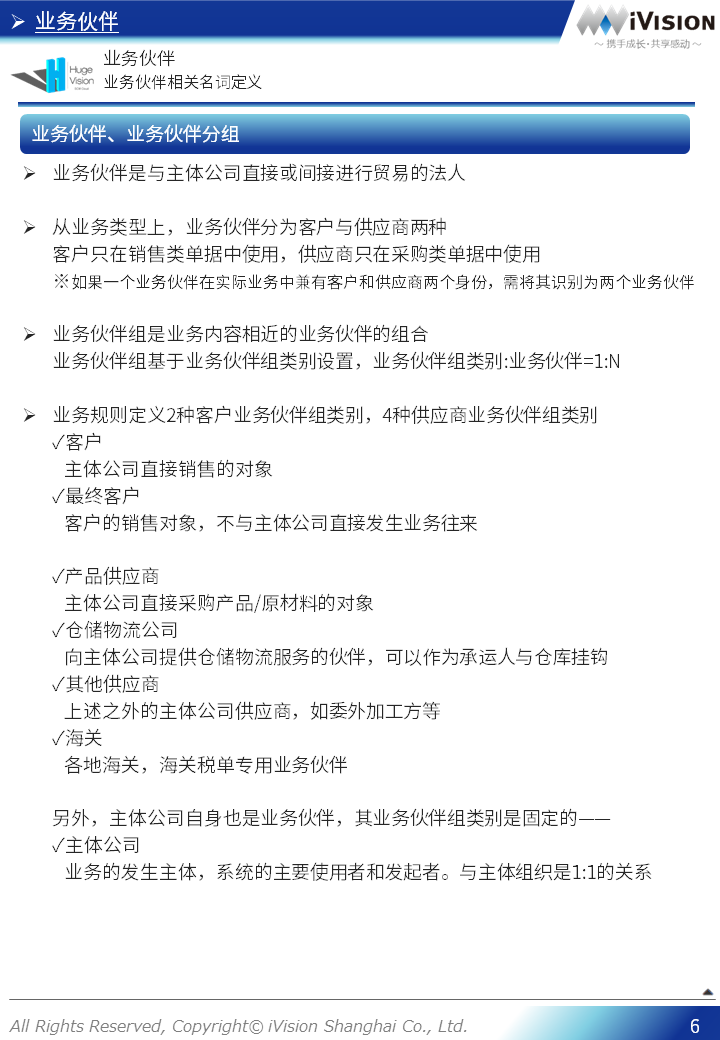 ➢ 业务伙伴
iVISION
～ 携手成长·共享感动 ～
Huge
Vision
业务伙伴
业务伙伴相关名词定义
业务伙伴、业务伙伴分组
➢ 业务伙伴是与主体公司直接或间接进行贸易的法人
➢ 从业务类型上，业务伙伴分为客户与供应商两种
客户只在销售类单据中使用，供应商只在采购类单据中使用
※如果一个业务伙伴在实际业务中兼有客户和供应商两个身份，需将其识别为两个业务伙伴
➢ 业务伙伴组是业务内容相近的业务伙伴的组合
业务伙伴组基于业务伙伴组类别设置，业务伙伴组类别:业务伙伴=1:N
➢ 业务规则定义2种客户业务伙伴组类别，4种供应商业务伙伴组类别
✓客户
主体公司直接销售的对象
✓最终客户
客户的销售对象，不与主体公司直接发生业务往来
✓产品供应商
主体公司直接采购产品/原材料的对象
✓仓储物流公司
向主体公司提供仓储物流服务的伙伴，可以作为承运人与仓库挂钩
✓其他供应商
上述之外的主体公司供应商，如委外加工方等
✓海关
各地海关，海关税单专用业务伙伴
另外，主体公司自身也是业务伙伴，其业务伙伴组类别是固定的——
✓主体公司
业务的发生主体，系统的主要使用者和发起者。与主体组织是1:1的关系
All Rights Reserved, Copyright© iVision Shanghai Co., Ltd.
6